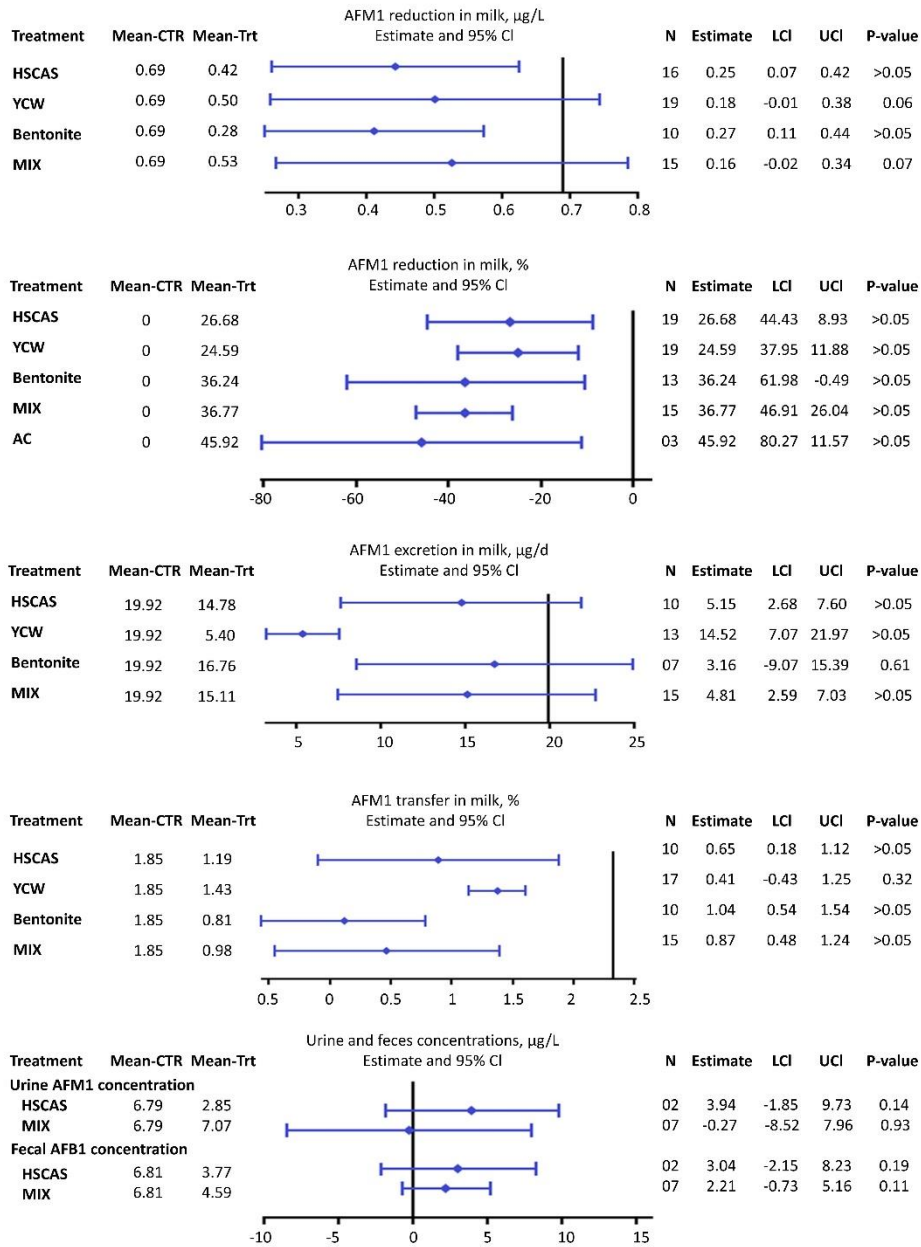 AFM1 reduction in milk, µg/L
Treatment Mean-CTR Mean-Trt Estimate and 95% Cl N Estimate LCl UCl P-value
HSCAS 0.69 0.42 16 0.25 0.07 0.42 >0.05
YCW 0.69 0.50 19 0.18 -0.01 0.38 0.06
Bentonite 0.69 0.28 10 0.27 0.11 0.44 >0.05
MIX 0.69 0.53 15 0.16 -0.02 0.34 0.07
0.3 0.4 0.5 0.6 0.7 0.8
AFM1 reduction in milk, %
Treatment Mean-CTR Mean-Trt Estimate and 95% Cl N Estimate LCl UCl P-value
HSCAS 0 26.68 19 26.68 44.43 8.93 >0.05
YCW 0 24.59 19 24.59 37.95 11.88 >0.05
Bentonite 0 36.24 13 36.24 61.98 -0.49 >0.05
MIX 0 36.77 15 36.77 46.91 26.04 >0.05
AC 0 45.92 03 45.92 80.27 11.57 >0.05
-80 -60 -40 -20 0
AFM1 excretion in milk, µg/d
Treatment Mean-CTR Mean-Trt Estimate and 95% Cl N Estimate LCl UCl P-value
HSCAS 19.92 14.78 10 5.15 2.68 7.60 >0.05
YCW 19.92 5.40 13 14.52 7.07 21.97 >0.05
Bentonite 19.92 16.76 07 3.16 -9.07 15.39 0.61
MIX 19.92 15.11 15 4.81 2.59 7.03 >0.05
5 10 15 20 25
AFM1 transfer in milk, %
Treatment Mean-CTR Mean-Trt Estimate and 95% Cl N Estimate LCl UCl P-value
HSCAS 1.85 1.19 10 0.65 0.18 1.12 >0.05
YCW 1.85 1.43 17 0.41 -0.43 1.25 0.32
Bentonite 1.85 0.81 10 1.04 0.54 1.54 >0.05
MIX 1.85 0.98 15 0.87 0.48 1.24 >0.05
0.5 0 0.5 1 1.5 2 2.5
Urine and feces concentrations, µg/L
Treatment Mean-CTR Mean-Trt Estimate and 95% Cl N Estimate LCl UCl P-value
Urine AFM1 concentration
HSCAS 6.79 2.85 02 3.94 -1.85 9.73 0.14
MIX 6.79 7.07 07 -0.27 -8.52 7.96 0.93
Fecal AFB1 concentration
HSCAS 6.81 3.77 02 3.04 -2.15 8.23 0.19
MIX 6.81 4.59 07 2.21 -0.73 5.16 0.11
-10 -5 0 5 10